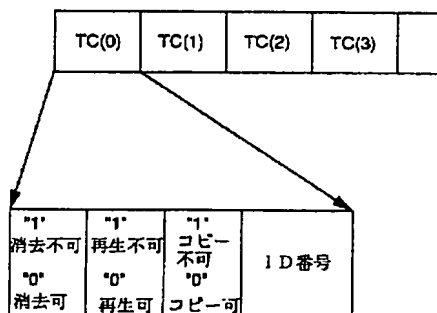 TC(0) TC(1) TC(2) TC(3)
"1" "1" "1"
消去不可 再生不可 コピー
不可
"0" "0" "0"
消去可 再生可 コピー可
ID番号